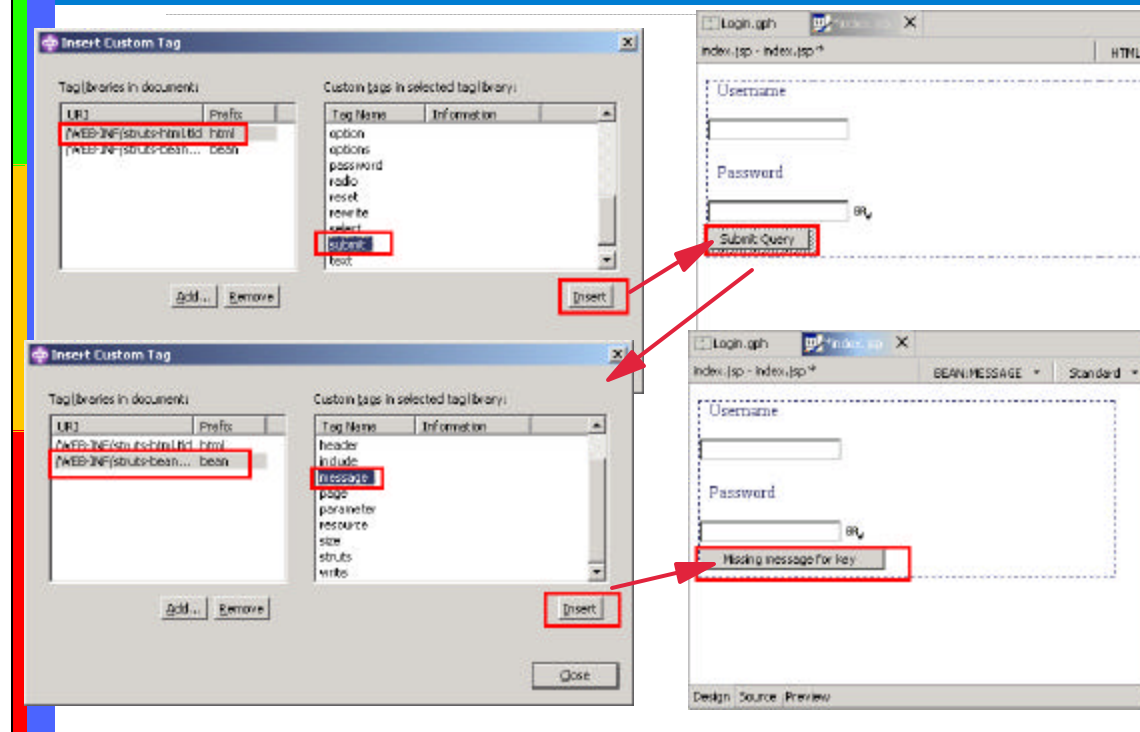 Insert Custom Tag
Tag libraries in document:
URI Prefix
/WEB-INF/struts-html.tld html
/WEB-INF/struts-bean... bean
Add... Remove
Custom tags in selected tag library:
Tag Name Information
option
options
password
radio
reset
rewrite
select
submit
text
Insert
Login.gph *index.jsp
index.jsp - index.jsp* HTML
Username
Password
BR
Submit Query
Insert Custom Tag
Tag libraries in document:
URI Prefix
/WEB-INF/struts-html.tld html
/WEB-INF/struts-bean... bean
Add... Remove
Custom tags in selected tag library:
Tag Name Information
header
include
message
page
parameter
resource
size
struts
write
Insert
Close
Login.gph *index.jsp
index.jsp - index.jsp* BEAN:MESSAGE Standard
Username
Password
BR
Missing message for key
Design Source Preview